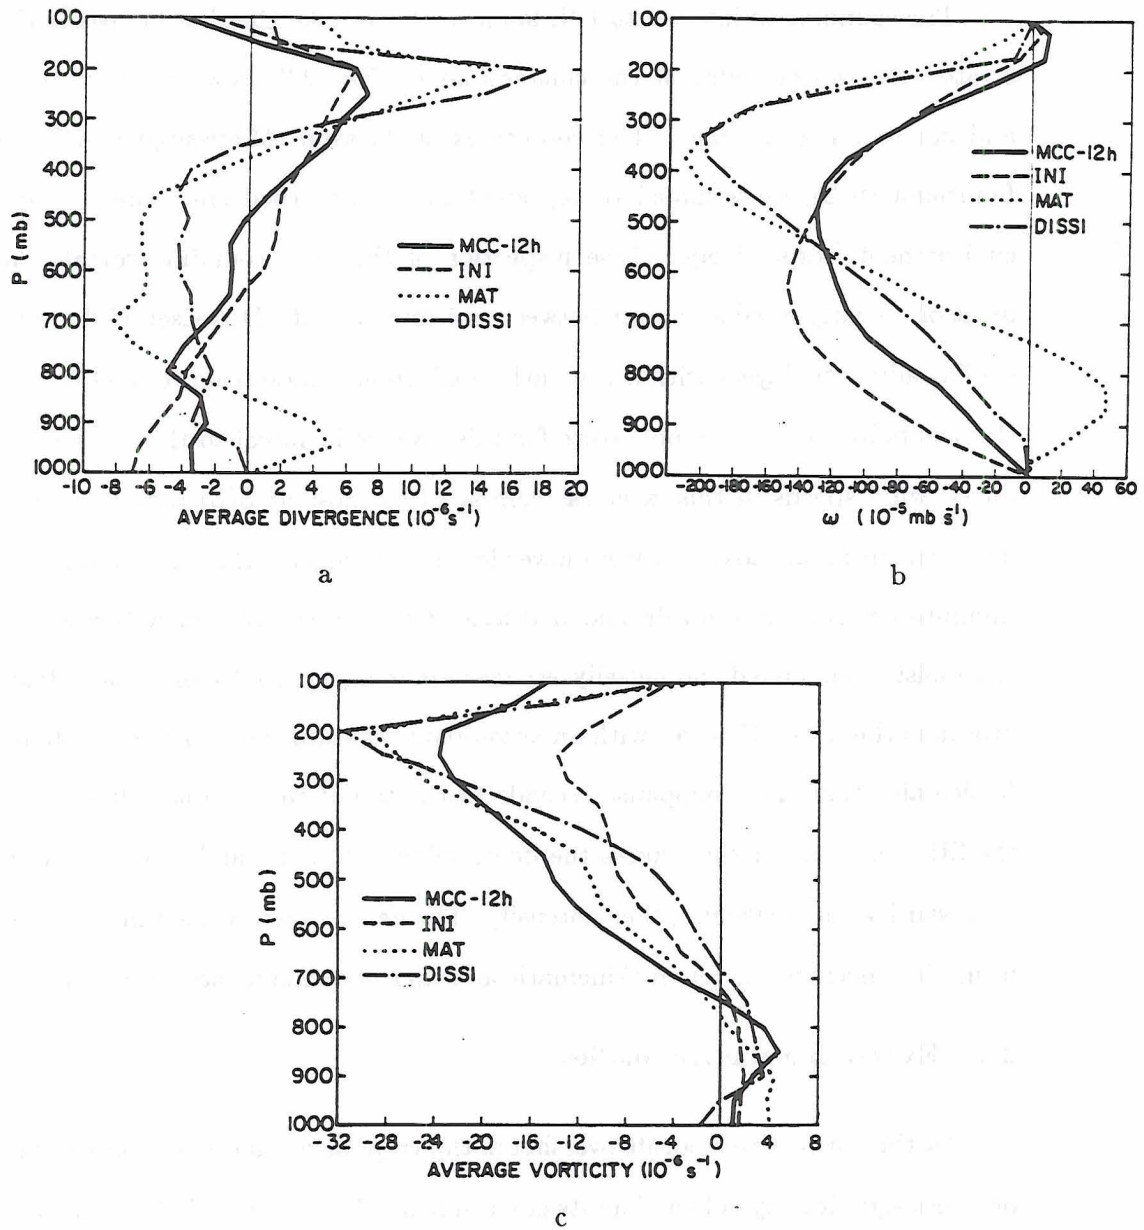 100
200
300
400
500
600
700
800
900
1000
P (mb)
MCC-12h
INI
MAT
DISSI
-10 -8 -6 -4 -2 0 2 4 6 8 10 12 14 16 18 20
AVERAGE DIVERGENCE (10⁻⁶s⁻¹)
a
100
200
300
400
500
600
700
800
900
1000
MCC-12h
INI
MAT
DISSI
-200 -180 -160 -140 -120 -100 -80 -60 -40 -20 0 20 40 60
ω (10⁻⁵mb s⁻¹)
b
100
200
300
400
500
600
700
800
900
1000
P (mb)
MCC-12h
INI
MAT
DISSI
-32 -28 -24 -20 -16 -12 -8 -4 0 4 8
AVERAGE VORTICITY (10⁻⁶s⁻¹)
c